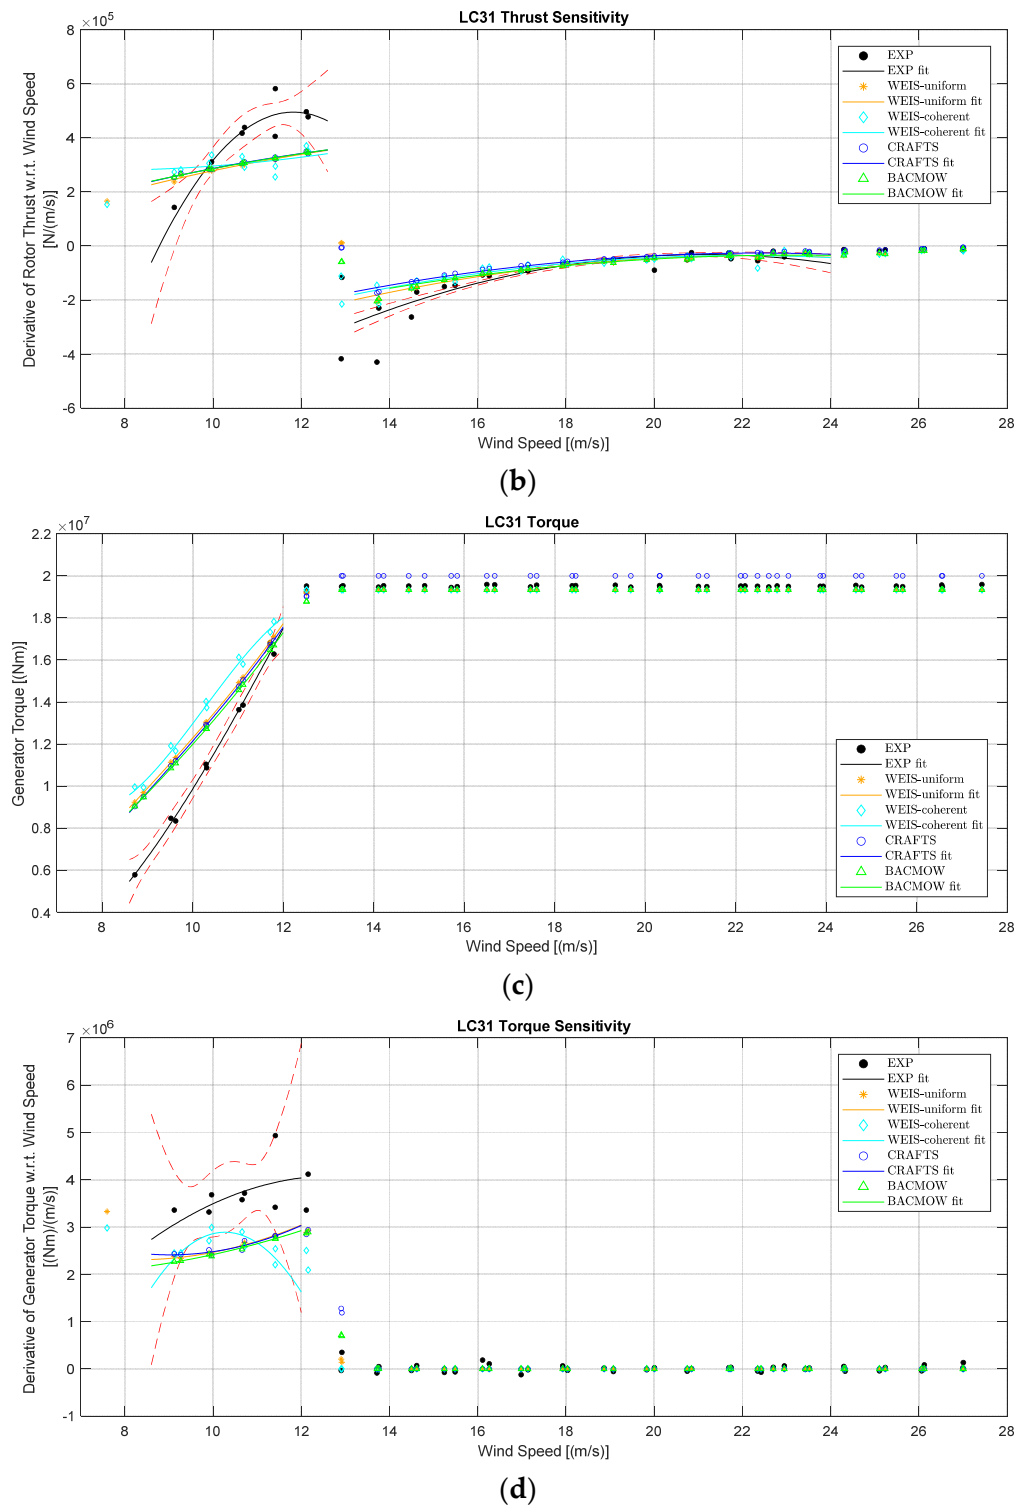 LC31 Thrust Sensitivity
×10⁵
8
6
4
2
0
-2
-4
-6
Derivative of Rotor Thrust w.r.t. Wind Speed
[N/(m/s)]
EXP
EXP fit
WEIS-uniform
WEIS-uniform fit
WEIS-coherent
WEIS-coherent fit
CRAFTS
CRAFTS fit
BACMOW
BACMOW fit
8 10 12 14 16 18 20 22 24 26 28
Wind Speed [(m/s)]
(b)
LC31 Torque
×10⁷
2.2
2
1.8
1.6
1.4
1.2
1
0.8
0.6
0.4
Generator Torque [(Nm)]
EXP
EXP fit
WEIS-uniform
WEIS-uniform fit
WEIS-coherent
WEIS-coherent fit
CRAFTS
CRAFTS fit
BACMOW
BACMOW fit
8 10 12 14 16 18 20 22 24 26 28
Wind Speed [(m/s)]
(c)
LC31 Torque Sensitivity
×10⁶
7
6
5
4
3
2
1
0
-1
Derivative of Generator Torque w.r.t. Wind Speed
[(Nm)/(m/s)]
EXP
EXP fit
WEIS-uniform
WEIS-uniform fit
WEIS-coherent
WEIS-coherent fit
CRAFTS
CRAFTS fit
BACMOW
BACMOW fit
8 10 12 14 16 18 20 22 24 26 28
Wind Speed [(m/s)]
(d)